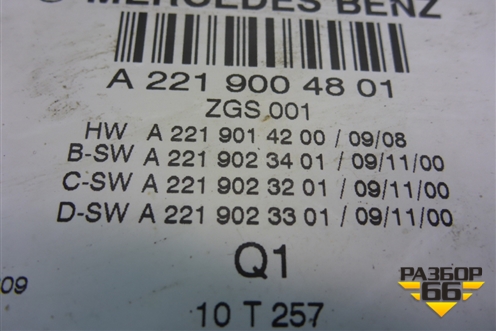 MERCEDES BENZ
A 221 900 48 01
ZGS 001
HW A 221 901 42 00 / 09/08
B-SW A 221 902 34 01 / 09/11/00
C-SW A 221 902 32 01 / 09/11/00
D-SW A 221 902 33 01 / 09/11/00
Q1
09
10 T 257
РАЗБОР
66